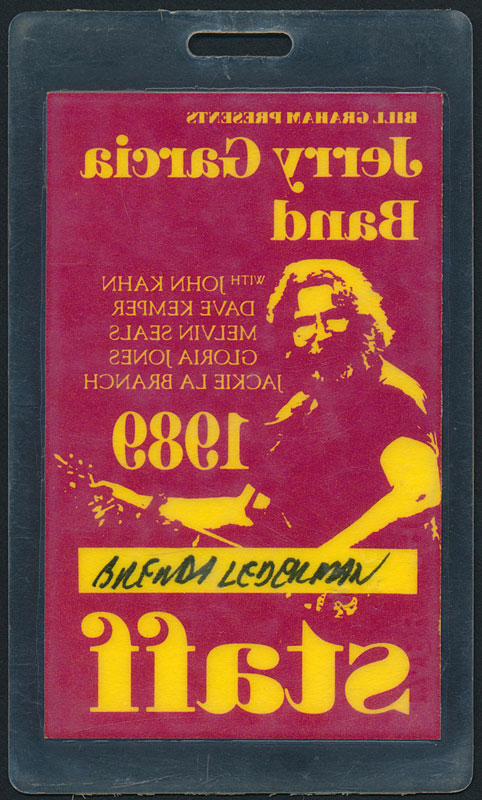 BILL GRAHAM PRESENTS
Jerry Garcia
Band
WITH JOHN KAHN
DAVE KEMPER
MELVIN SEALS
GLORIA JONES
JACKIE LA BRANCH
1989
BRENDA LEDERMAN
staff